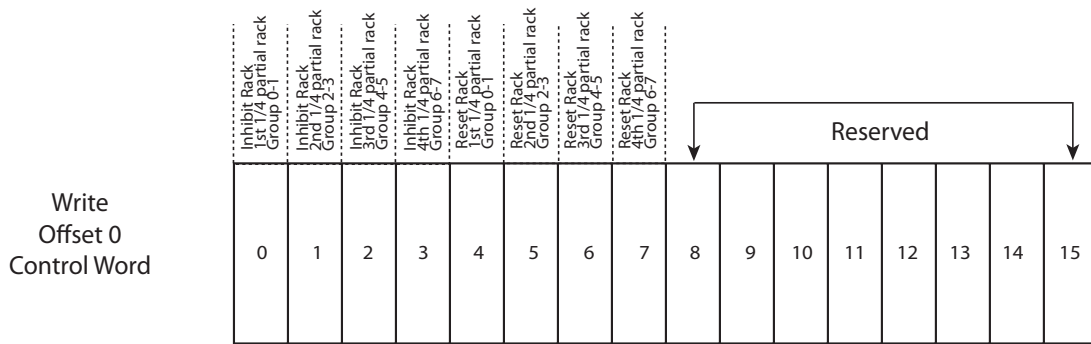 Inhibit Rack
1st 1/4 partial rack
Group 0-1
Inhibit Rack
2nd 1/4 partial rack
Group 2-3
Inhibit Rack
3rd 1/4 partial rack
Group 4-5
Inhibit Rack
4th 1/4 partial rack
Group 6-7
Reset Rack
1st 1/4 partial rack
Group 0-1
Reset Rack
2nd 1/4 partial rack
Group 2-3
Reset Rack
3rd 1/4 partial rack
Group 4-5
Reset Rack
4th 1/4 partial rack
Group 6-7
Reserved
Write
Offset 0
Control Word
0 1 2 3 4 5 6 7 8 9 10 11 12 13 14 15